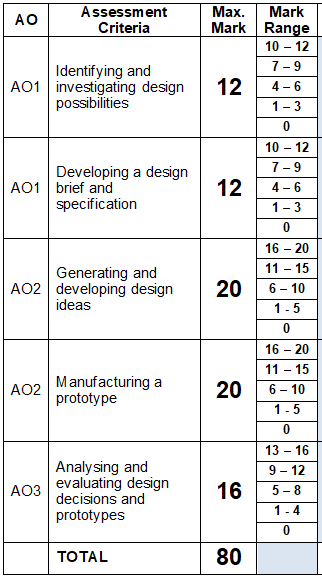 AO Assessment Criteria Max. Mark Mark Range
AO1 Identifying and investigating design possibilities 12
10 – 12
7 – 9
4 – 6
1 – 3
0
AO1 Developing a design brief and specification 12
10 – 12
7 – 9
4 – 6
1 – 3
0
AO2 Generating and developing design ideas 20
16 – 20
11 – 15
6 – 10
1 - 5
0
AO2 Manufacturing a prototype 20
16 – 20
11 – 15
6 – 10
1 - 5
0
AO3 Analysing and evaluating design decisions and prototypes 16
13 – 16
9 – 12
5 – 8
1 - 4
0
TOTAL 80